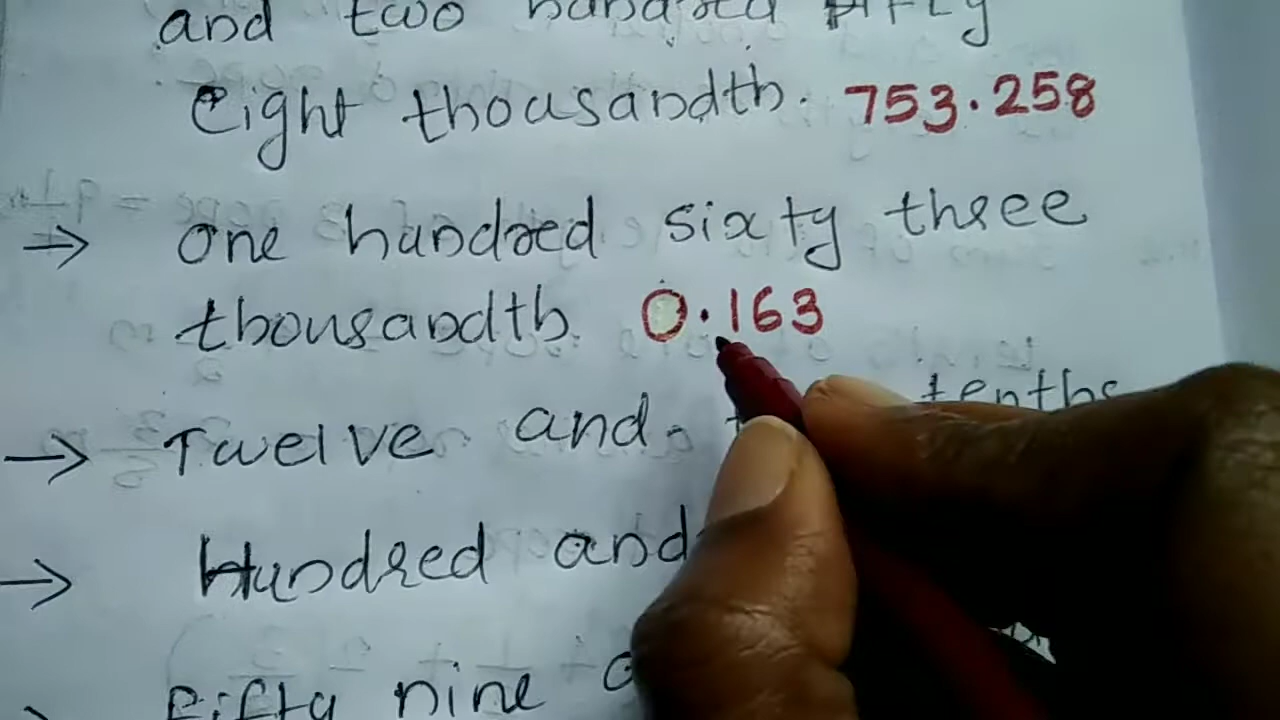 and two hundred fifty
eight thousandth. 753.258
→ one hundred sixty three
thousandth. 0.163
→ Twelve and tenths
→ Hundred and
→ Fifty nine